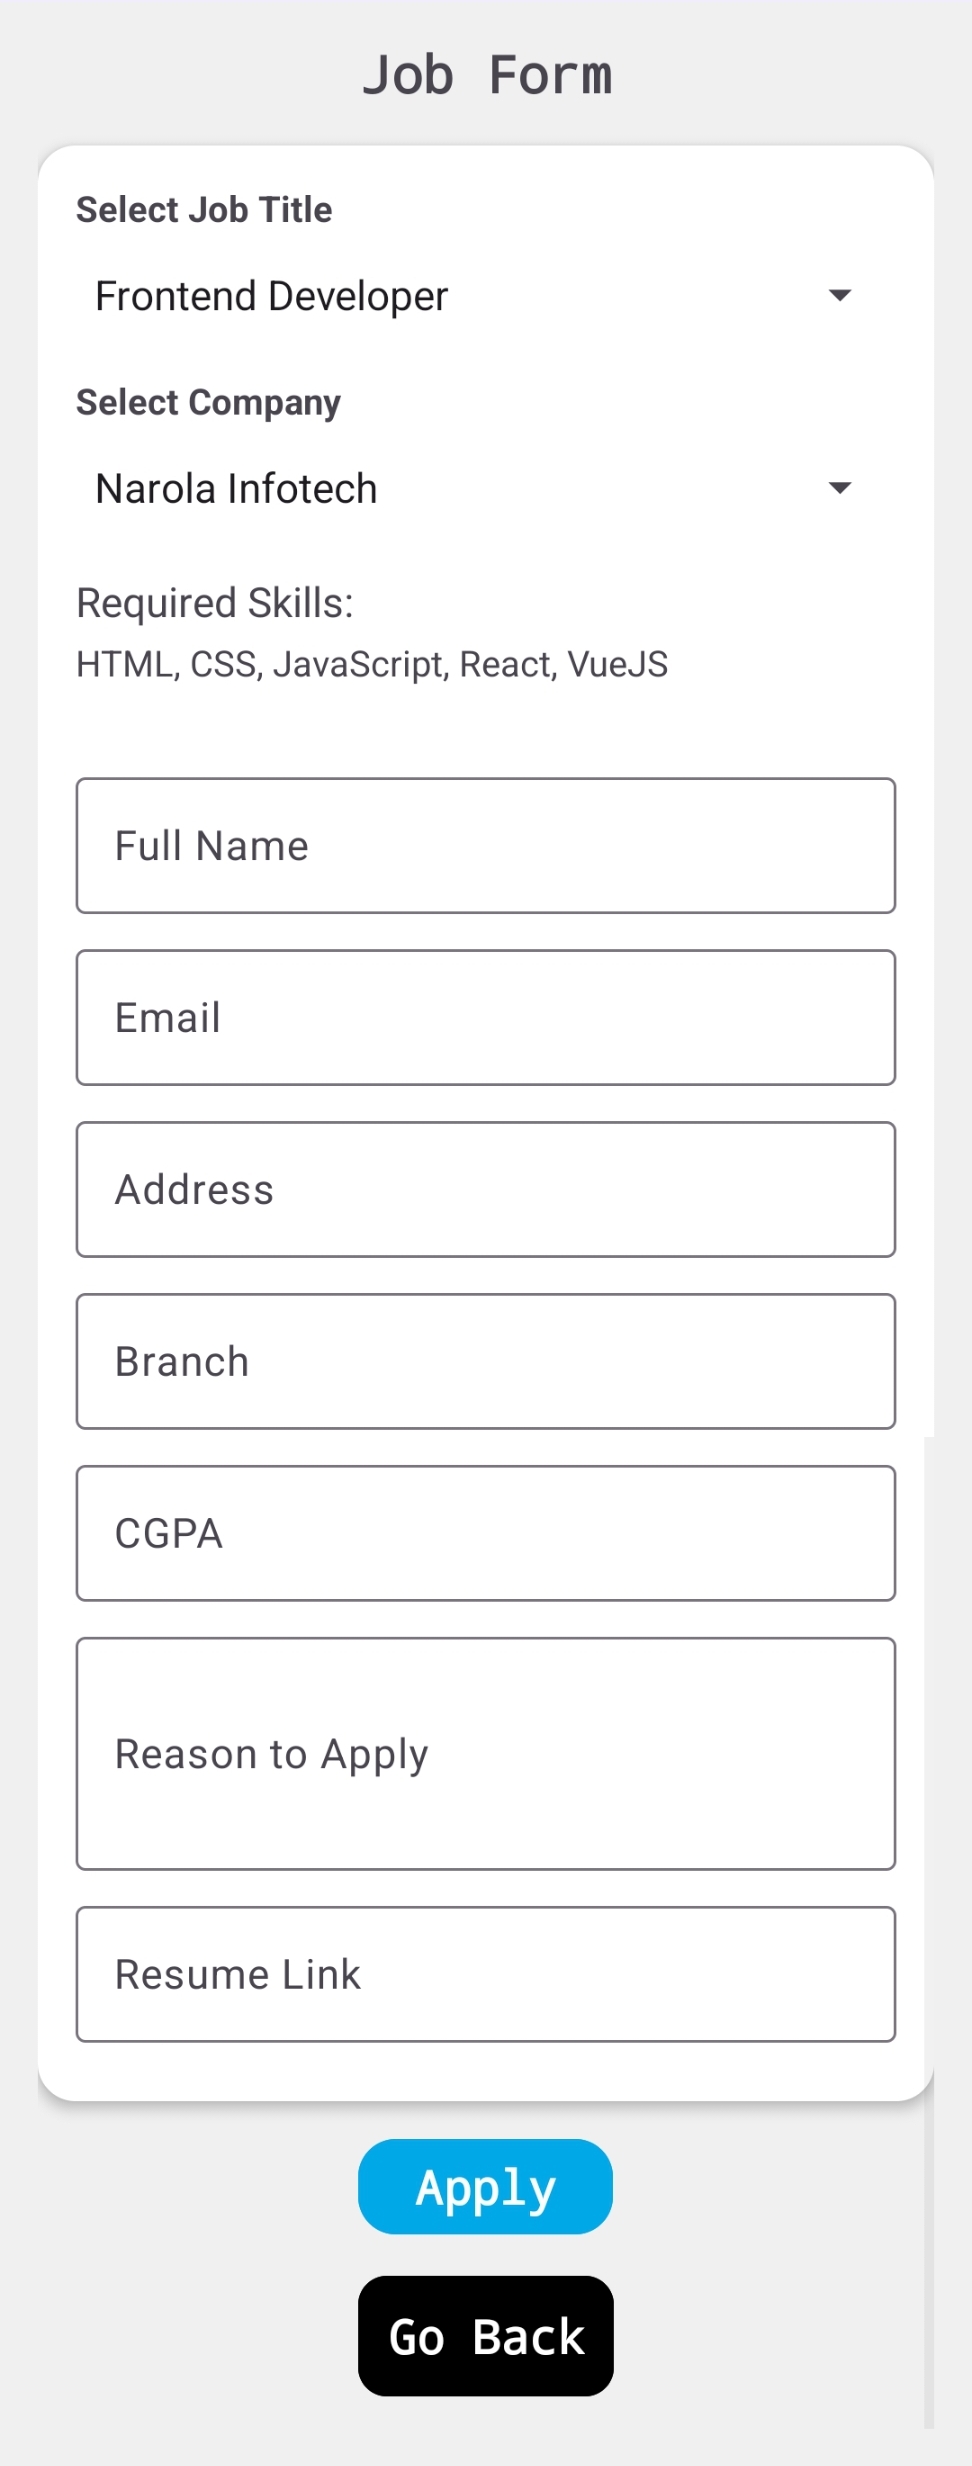 Job Form
Select Job Title
Frontend Developer
Select Company
Narola Infotech
Required Skills:
HTML, CSS, JavaScript, React, VueJS
Full Name
Email
Address
Branch
CGPA
Reason to Apply
Resume Link
Apply
Go Back